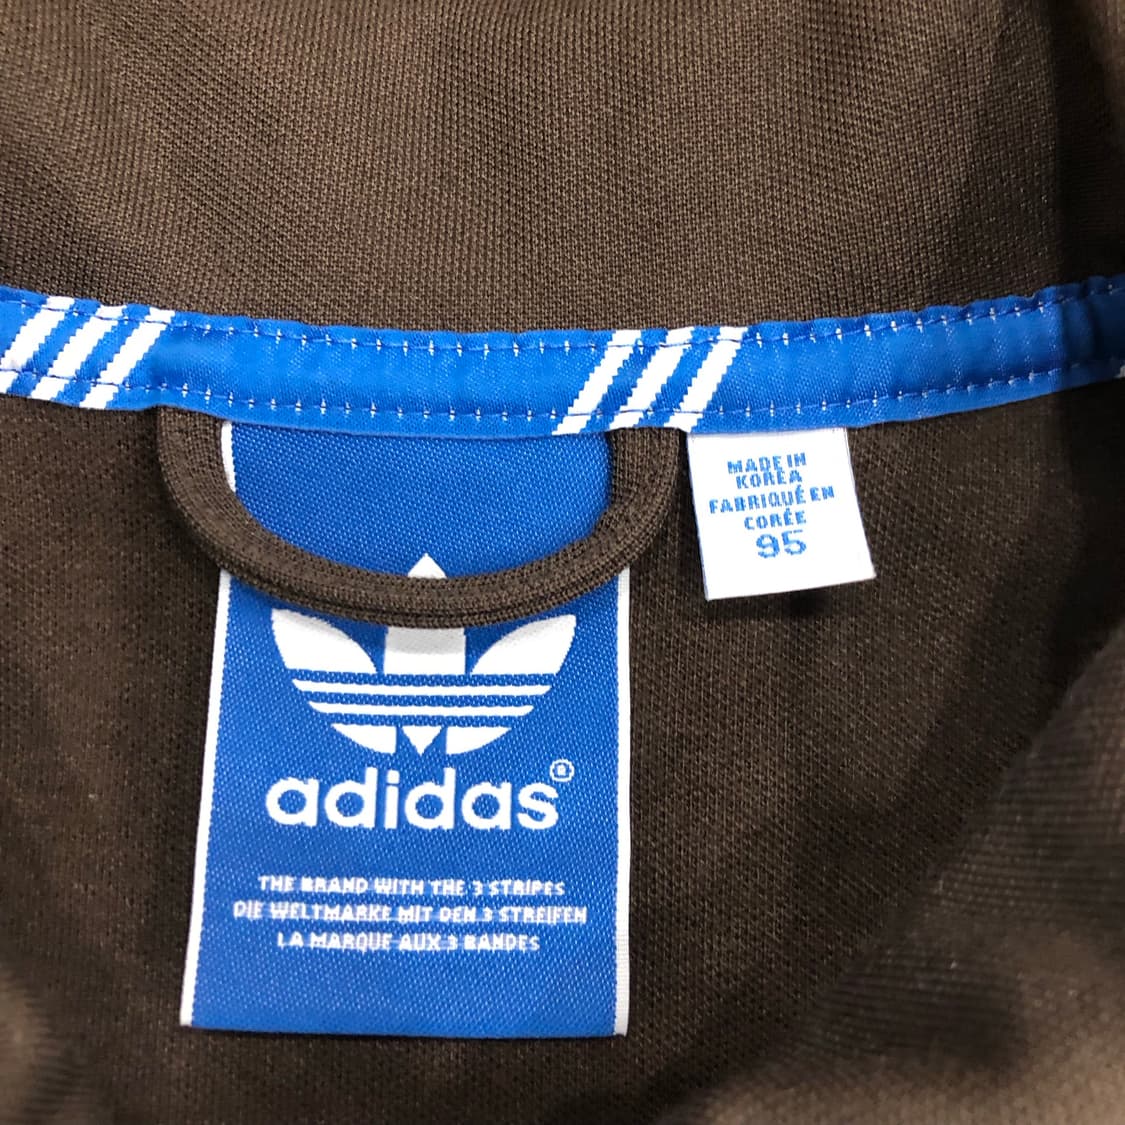 MADE IN
KOREA
FABRIQUÉ EN
CORÉE
95
adidas®
THE BRAND WITH THE 3 STRIPES
DIE WELTMARKE MIT DEN 3 STREIFEN
LA MARQUE AUX 3 BANDES